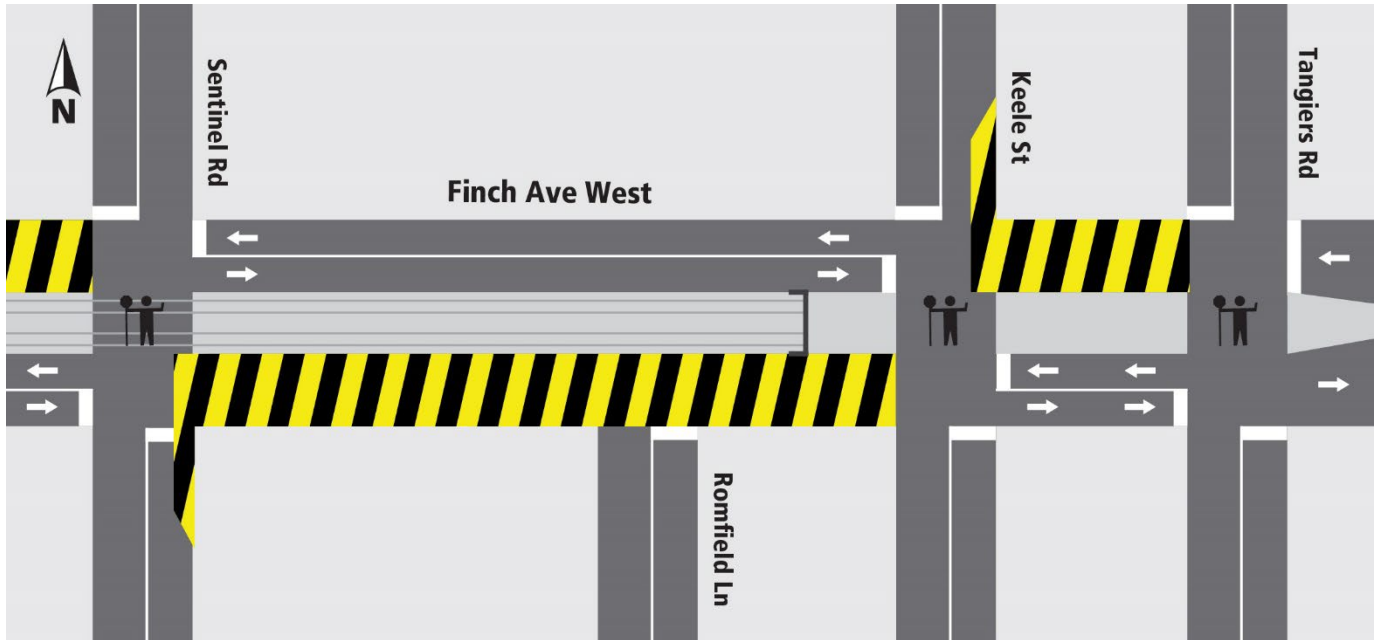 N
Sentinel Rd
Finch Ave West
Keele St
Tangiers Rd
Romfield Ln